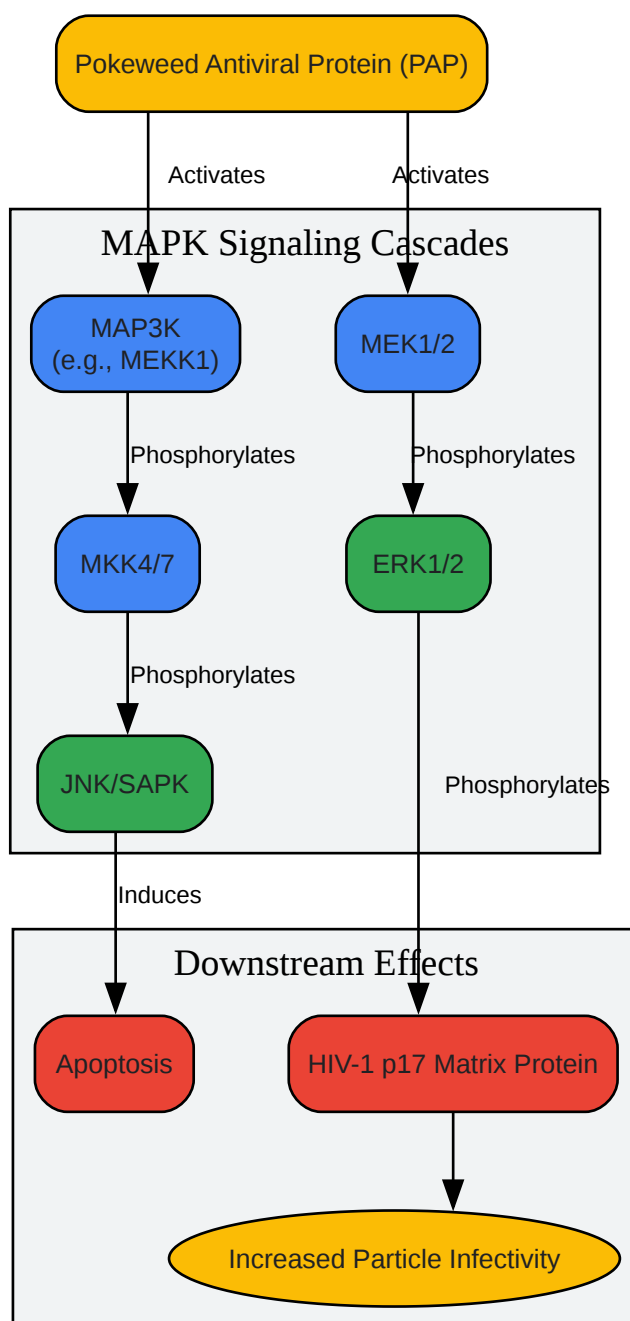 Pokeweed Antiviral Protein (PAP)
Activates
Activates
MAPK Signaling Cascades
MAP3K
(e.g., MEKK1)
MEK1/2
Phosphorylates
Phosphorylates
MKK4/7
ERK1/2
Phosphorylates
JNK/SAPK
Phosphorylates
Induces
Downstream Effects
Apoptosis
HIV-1 p17 Matrix Protein
Increased Particle Infectivity